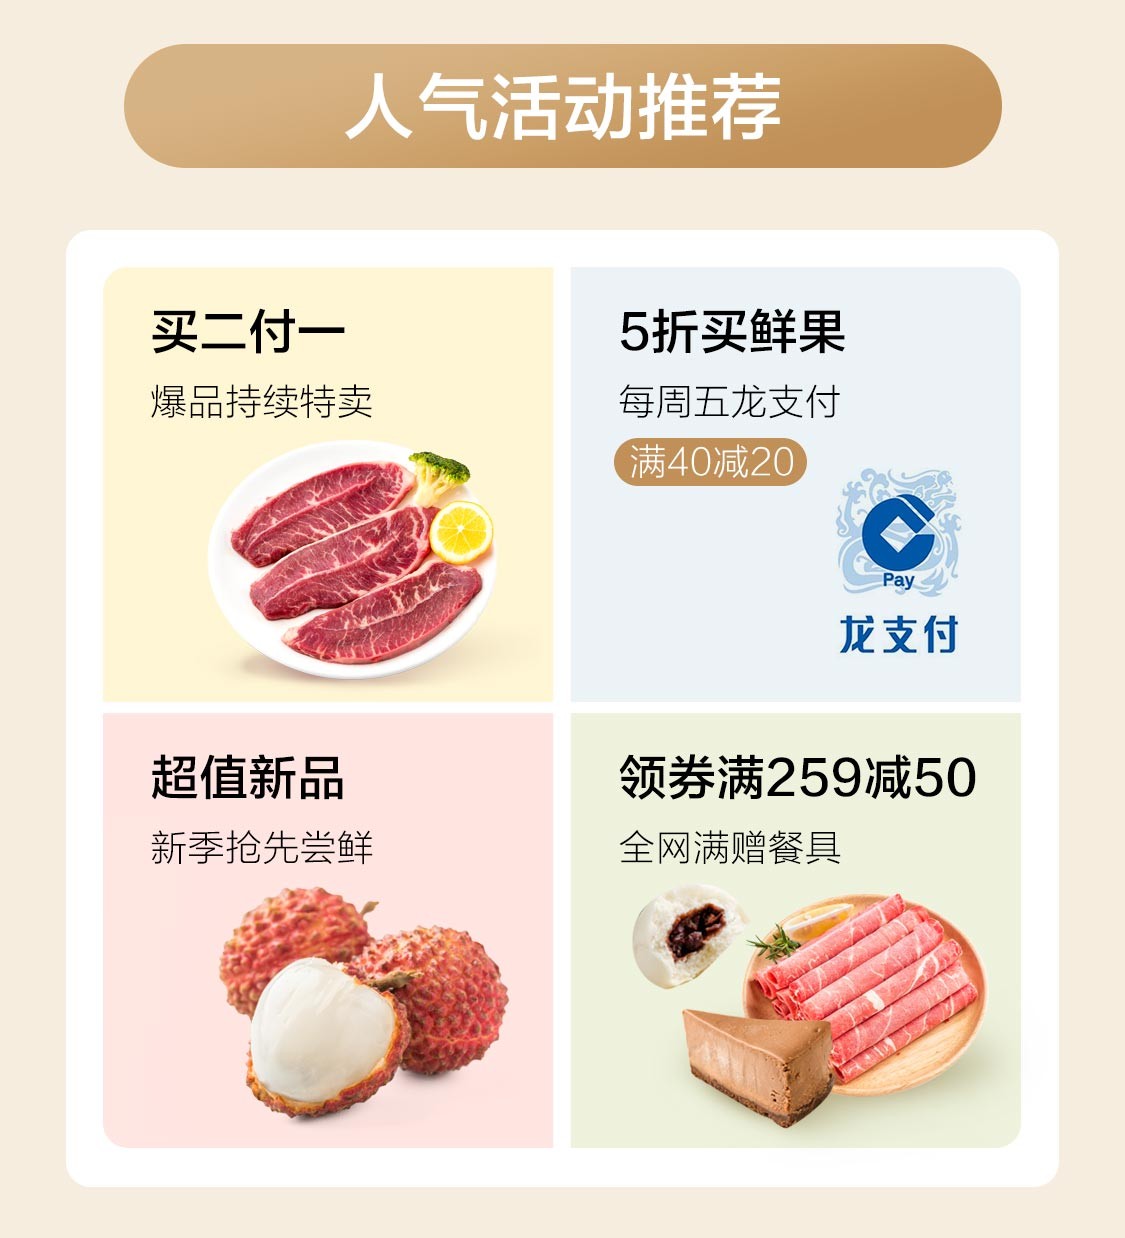 人气活动推荐
买二付一
爆品持续特卖
5折买鲜果
每周五龙支付
满40减20
Pay
龙支付
超值新品
新季抢先尝鲜
领券满259减50
全网满赠餐具